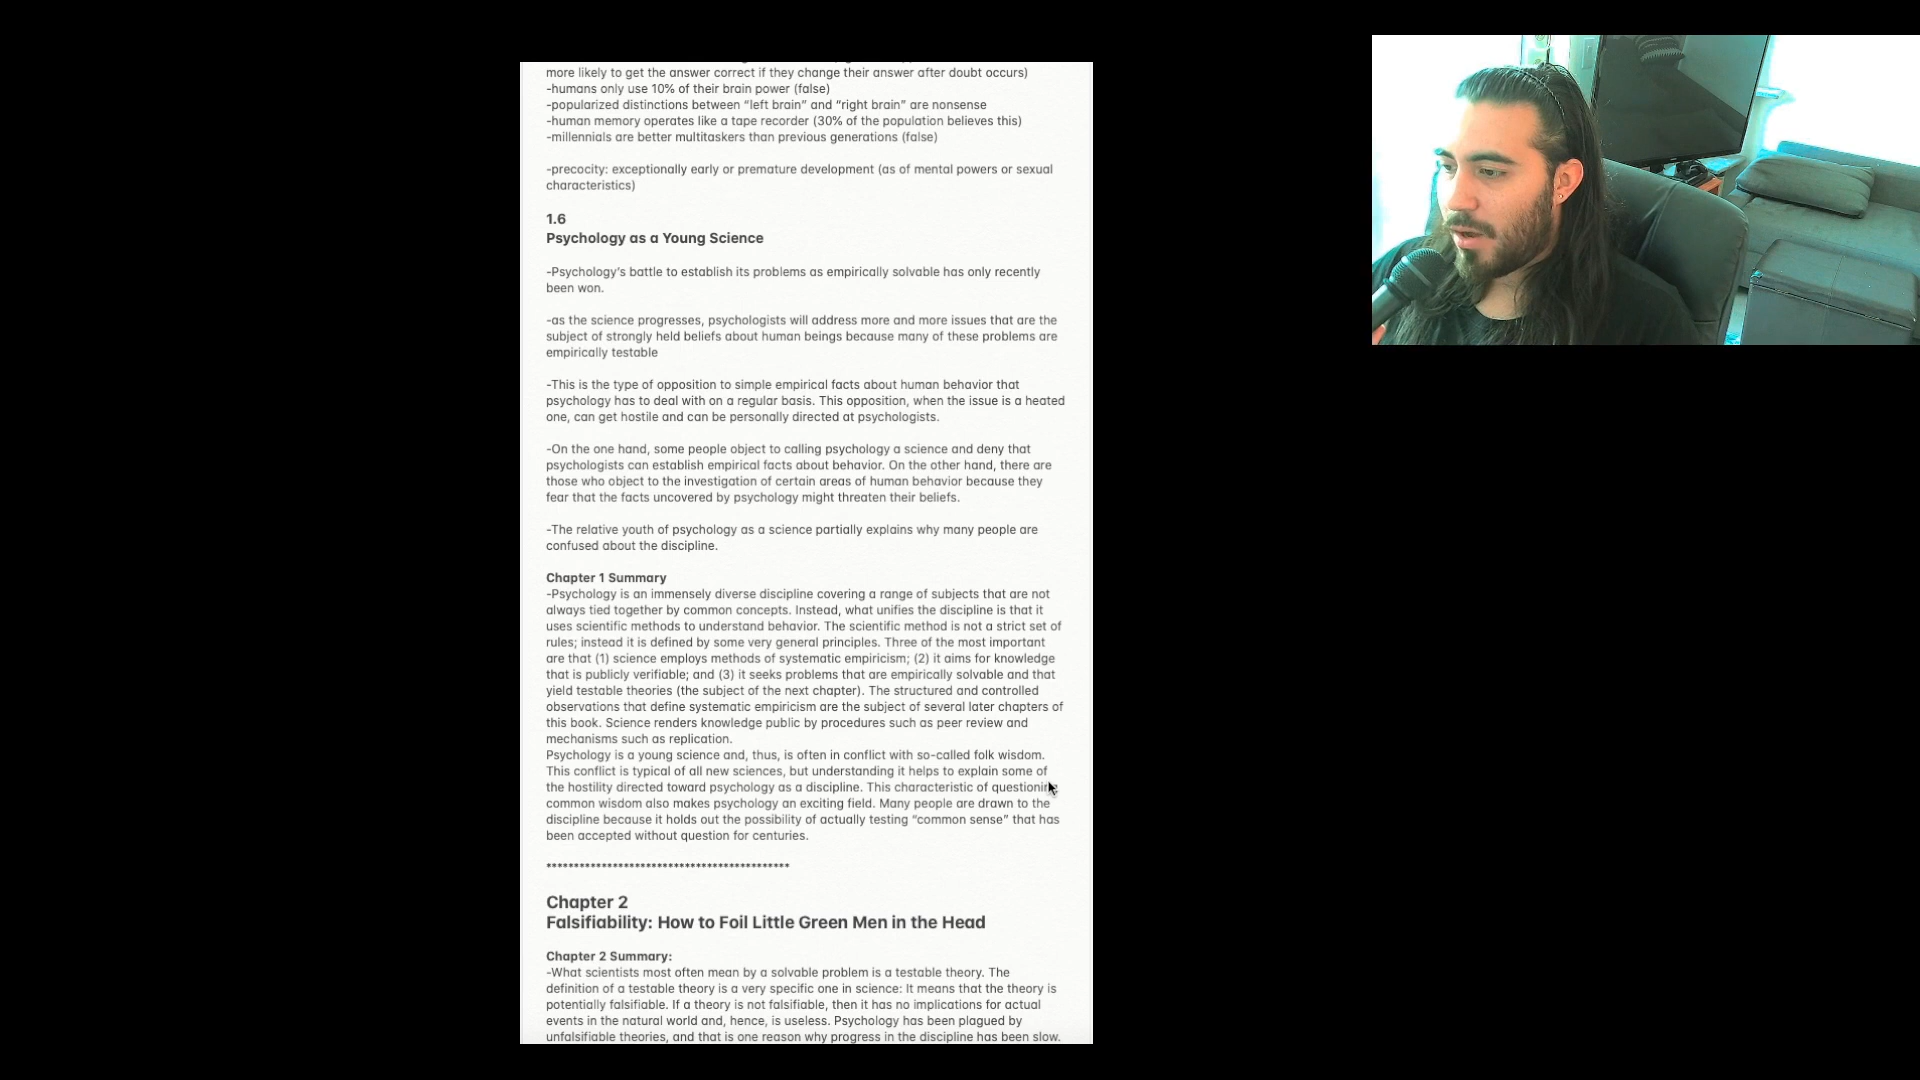 more likely to get the answer correct if they change their answer after doubt occurs)
-humans only use 10% of their brain power (false)
-popularized distinctions between “left brain” and “right brain” are nonsense
-human memory operates like a tape recorder (30% of the population believes this)
-millennials are better multitaskers than previous generations (false)
-precocity: exceptionally early or premature development (as of mental powers or sexual
characteristics)
1.6
Psychology as a Young Science
-Psychology’s battle to establish its problems as empirically solvable has only recently
been won.
-as the science progresses, psychologists will address more and more issues that are the
subject of strongly held beliefs about human beings because many of these problems are
empirically testable
-This is the type of opposition to simple empirical facts about human behavior that
psychology has to deal with on a regular basis. This opposition, when the issue is a heated
one, can get hostile and can be personally directed at psychologists.
-On the one hand, some people object to calling psychology a science and deny that
psychologists can establish empirical facts about behavior. On the other hand, there are
those who object to the investigation of certain areas of human behavior because they
fear that the facts uncovered by psychology might threaten their beliefs.
-The relative youth of psychology as a science partially explains why many people are
confused about the discipline.
Chapter 1 Summary
-Psychology is an immensely diverse discipline covering a range of subjects that are not
always tied together by common concepts. Instead, what unifies the discipline is that it
uses scientific methods to understand behavior. The scientific method is not a strict set of
rules; instead it is defined by some very general principles. Three of the most important
are that (1) science employs methods of systematic empiricism; (2) it aims for knowledge
that is publicly verifiable; and (3) it seeks problems that are empirically solvable and that
yield testable theories (the subject of the next chapter). The structured and controlled
observations that define systematic empiricism are the subject of several later chapters of
this book. Science renders knowledge public by procedures such as peer review and
mechanisms such as replication.
Psychology is a young science and, thus, is often in conflict with so-called folk wisdom.
This conflict is typical of all new sciences, but understanding it helps to explain some of
the hostility directed toward psychology as a discipline. This characteristic of questioning
common wisdom also makes psychology an exciting field. Many people are drawn to the
discipline because it holds out the possibility of actually testing “common sense” that has
been accepted without question for centuries.
********************************************
Chapter 2
Falsifiability: How to Foil Little Green Men in the Head
Chapter 2 Summary:
-What scientists most often mean by a solvable problem is a testable theory. The
definition of a testable theory is a very specific one in science: It means that the theory is
potentially falsifiable. If a theory is not falsifiable, then it has no implications for actual
events in the natural world and, hence, is useless. Psychology has been plagued by
unfalsifiable theories, and that is one reason why progress in the discipline has been slow.